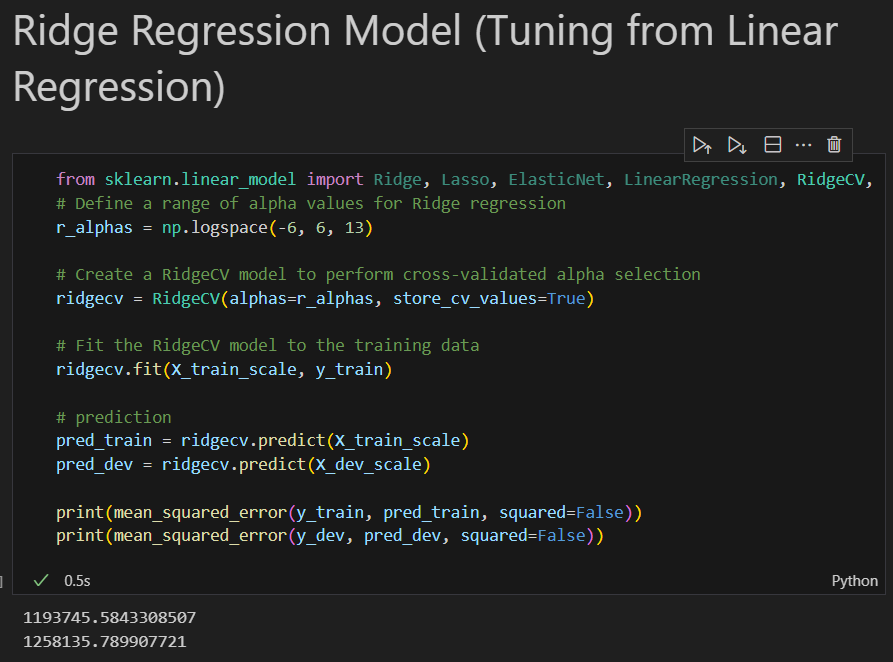 Ridge Regression Model (Tuning from Linear
Regression)
from sklearn.linear_model import Ridge, Lasso, ElasticNet, LinearRegression, RidgeCV,
# Define a range of alpha values for Ridge regression
r_alphas = np.logspace(-6, 6, 13)
# Create a RidgeCV model to perform cross-validated alpha selection
ridgecv = RidgeCV(alphas=r_alphas, store_cv_values=True)
# Fit the RidgeCV model to the training data
ridgecv.fit(X_train_scale, y_train)
# prediction
pred_train = ridgecv.predict(X_train_scale)
pred_dev = ridgecv.predict(X_dev_scale)
print(mean_squared_error(y_train, pred_train, squared=False))
print(mean_squared_error(y_dev, pred_dev, squared=False))
] 0.5s Python
1193745.5843308507
1258135.789907721